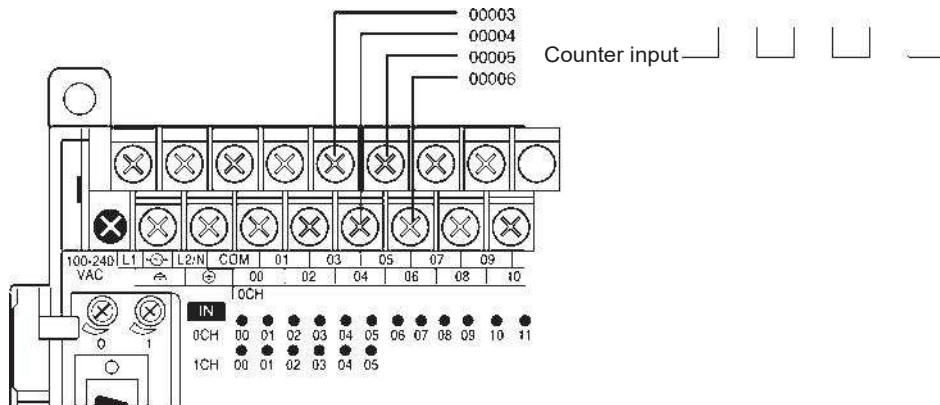 00003
00004
00005
00006
Counter input
100-240 L1 L2/N COM 01 03 05 07 09
VAC 00 02 04 06 08 10
0CH
0 1
IN
0CH 00 01 02 03 04 05 06 07 08 09 10 11
1CH 00 01 02 03 04 05